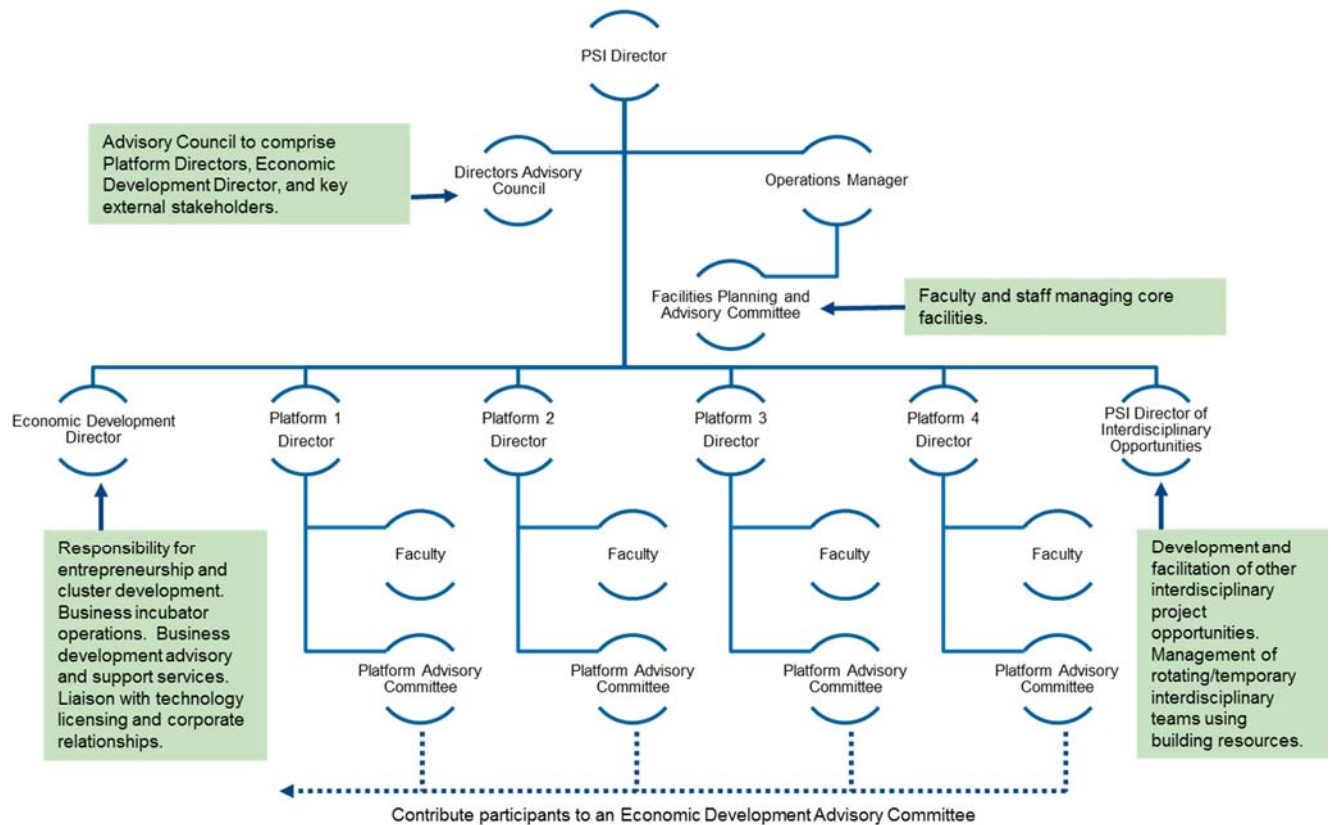 PSI Director
Advisory Council to comprise
Platform Directors, Economic
Development Director, and key
external stakeholders.
Directors Advisory
Council
Operations Manager
Facilities Planning and
Advisory Committee
Faculty and staff managing core
facilities.
Economic Development
Director
Platform 1
Director
Platform 2
Director
Platform 3
Director
Platform 4
Director
PSI Director of
Interdisciplinary
Opportunities
Responsibility for
entrepreneurship and
cluster development.
Business incubator
operations.  Business
development advisory
and support services.
Liaison with technology
licensing and corporate
relationships.
Faculty
Faculty
Faculty
Faculty
Platform Advisory
Committee
Platform Advisory
Committee
Platform Advisory
Committee
Platform Advisory
Committee
Development and
facilitation of other
interdisciplinary
project
opportunities.
Management of
rotating/temporary
interdisciplinary
teams using
building resources.
Contribute participants to an Economic Development Advisory Committee